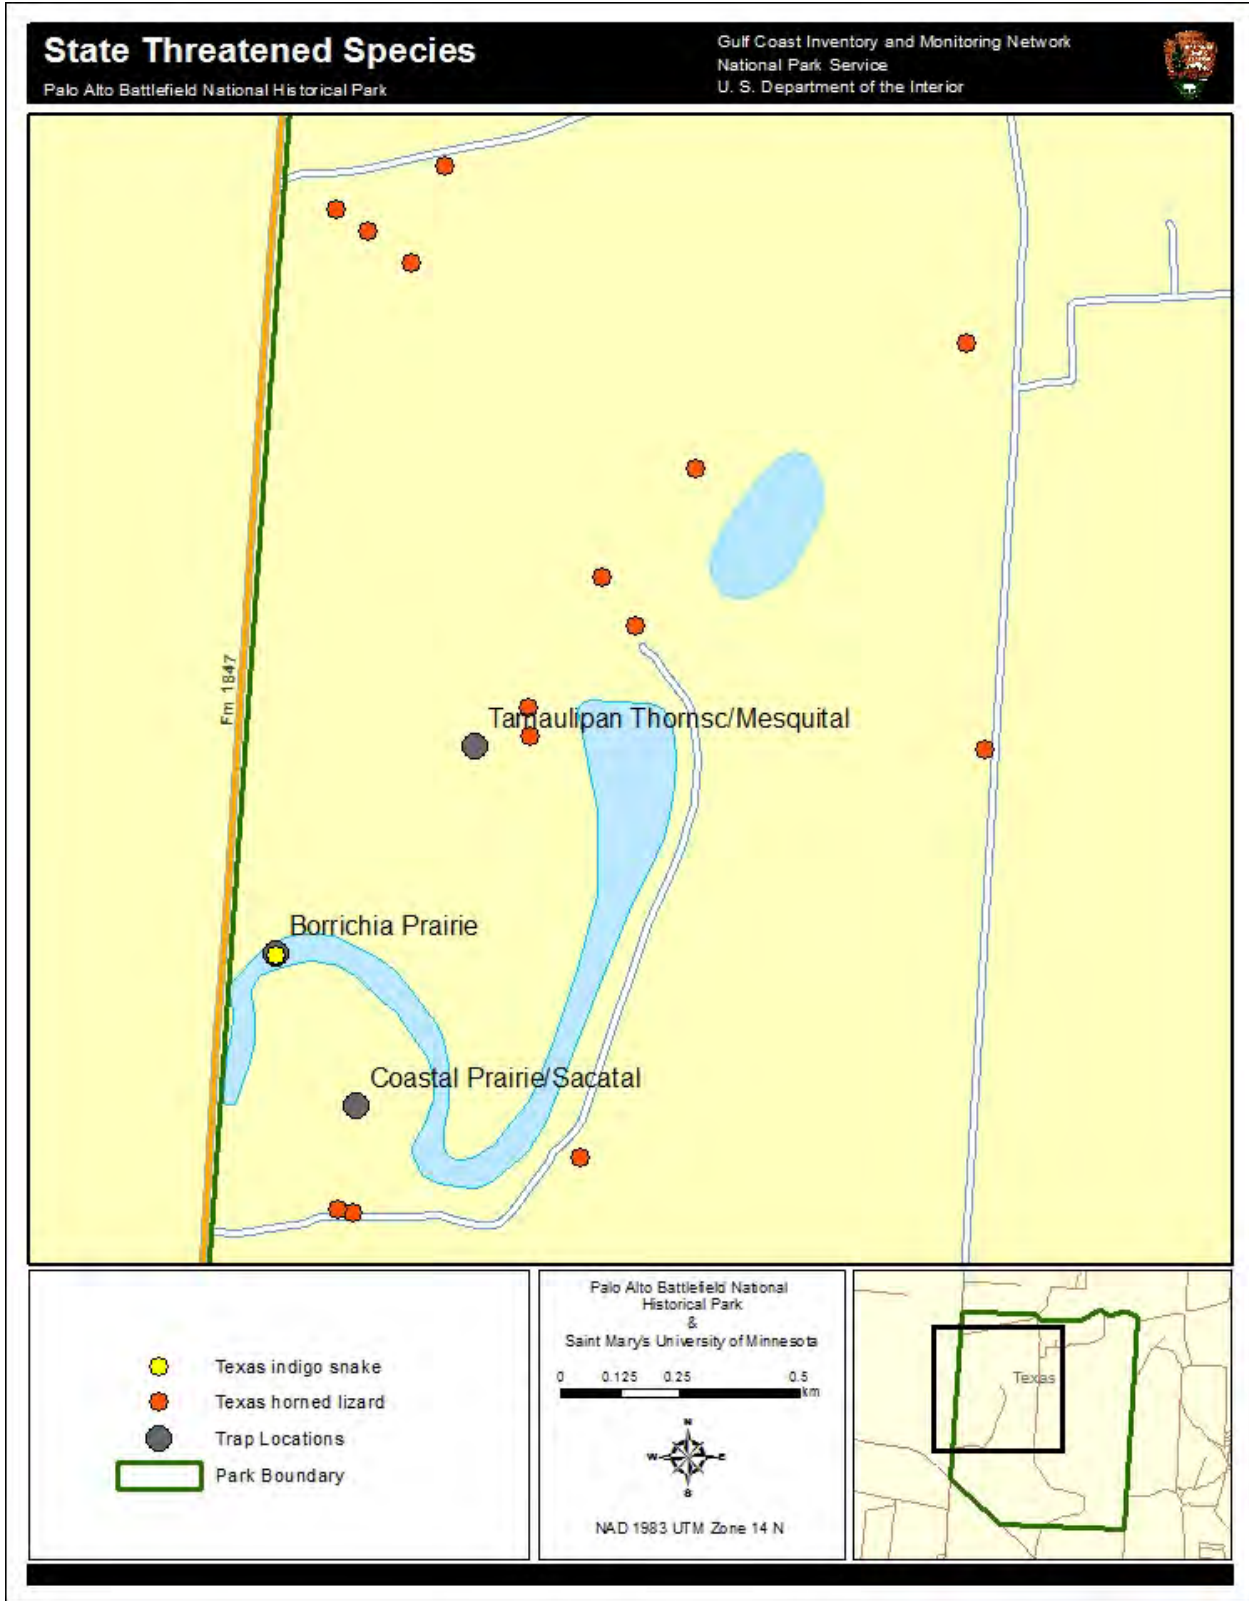 State Threatened Species
Palo Alto Battlefield National Historical Park
Gulf Coast Inventory and Monitoring Network
National Park Service
U. S. Department of the Interior
Fm 1847
Tamaulipan Thornsc/Mesquital
Borrichia Prairie
Coastal Prairie/Sacatal
Texas indigo snake
Texas horned lizard
Trap Locations
Park Boundary
Palo Alto Battlefield National
Historical Park
&
Saint Mary's University of Minnesota
0 0.125 0.25 0.5
km
N
W E
S
NAD 1983 UTM Zone 14 N
Texas